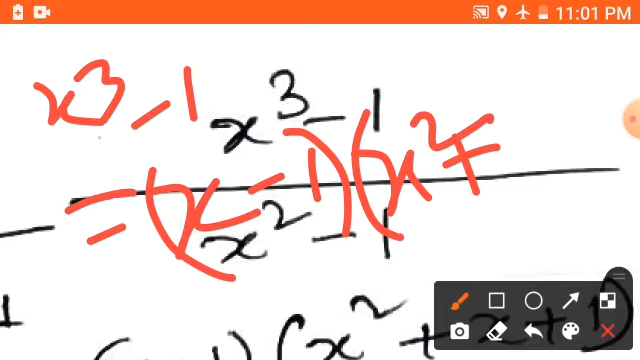 11:01 PM
x3 - 1
x³ - 1
= (x - 1) (x² +
x² - 1
1
(x² + x + 1)